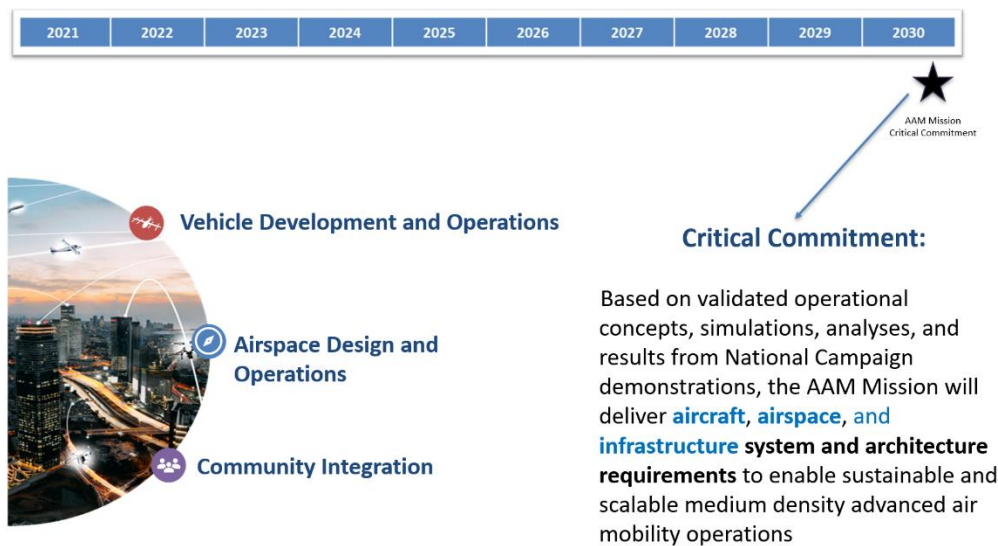 2021 2022 2023 2024 2025 2026 2027 2028 2029 2030
AAM Mission
Critical Commitment
Vehicle Development and Operations
Airspace Design and
Operations
Community Integration
Critical Commitment:
Based on validated operational
concepts, simulations, analyses, and
results from National Campaign
demonstrations, the AAM Mission will
deliver aircraft, airspace, and
infrastructure system and architecture
requirements to enable sustainable and
scalable medium density advanced air
mobility operations